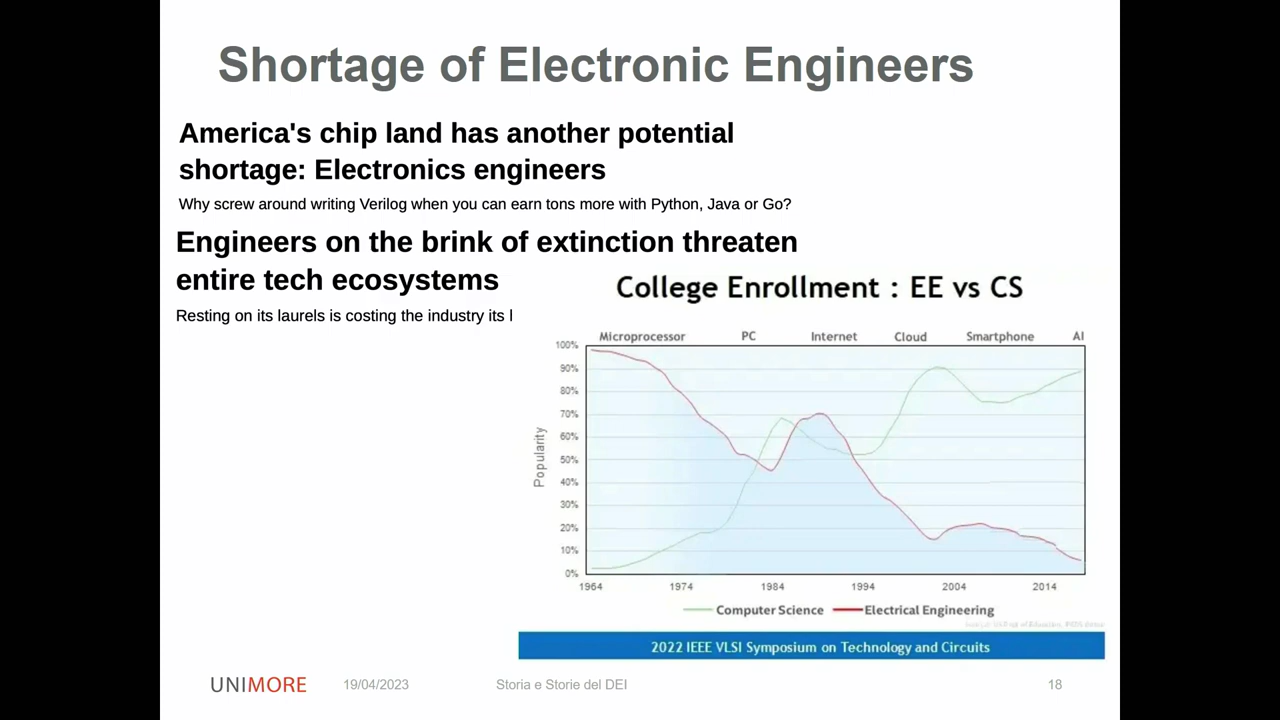 Shortage of Electronic Engineers
America's chip land has another potential
shortage: Electronics engineers
Why screw around writing Verilog when you can earn tons more with Python, Java or Go?
Engineers on the brink of extinction threaten
entire tech ecosystems
Resting on its laurels is costing the industry its l
College Enrollment : EE vs CS
Microprocessor PC Internet Cloud Smartphone AI
100%
90%
80%
70%
60%
50%
40%
30%
20%
10%
0%
Popularity
1964 1974 1984 1994 2004 2014
Computer Science Electrical Engineering
2022 IEEE VLSI Symposium on Technology and Circuits
UNIMORE 19/04/2023 Storia e Storie del DEI 18